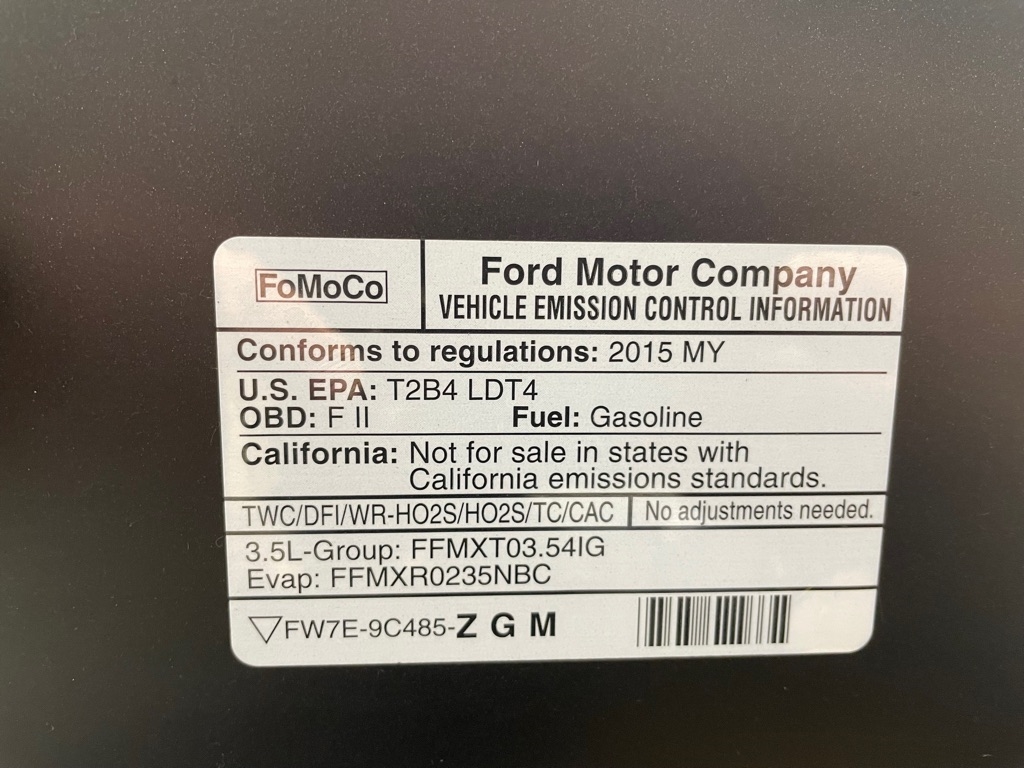 FoMoCo
Ford Motor Company
VEHICLE EMISSION CONTROL INFORMATION
Conforms to regulations: 2015 MY
U.S. EPA: T2B4 LDT4
OBD: F II Fuel: Gasoline
California: Not for sale in states with
California emissions standards.
TWC/DFI/WR-HO2S/HO2S/TC/CAC No adjustments needed.
3.5L-Group: FFMXT03.54IG
Evap: FFMXR0235NBC
FW7E-9C485-Z G M